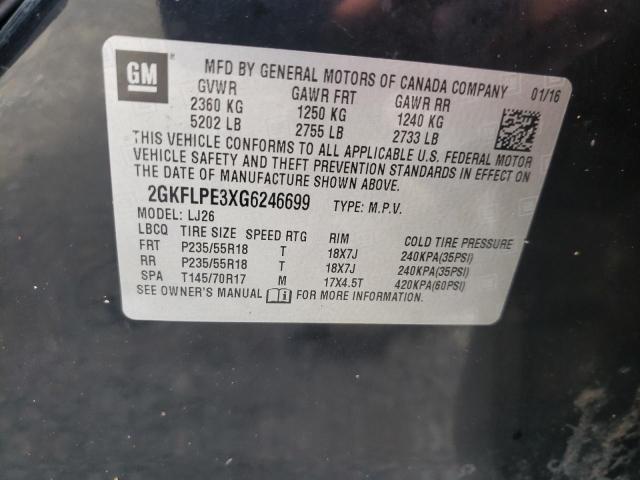 GM
MFD BY GENERAL MOTORS OF CANADA COMPANY 01/16
GVWR GAWR FRT GAWR RR
2360 KG 1250 KG 1240 KG
5202 LB 2755 LB 2733 LB
THIS VEHICLE CONFORMS TO ALL APPLICABLE U.S. FEDERAL MOTOR
VEHICLE SAFETY AND THEFT PREVENTION STANDARDS IN EFFECT ON
THE DATE OF MANUFACTURE SHOWN ABOVE.
2GKFLPE3XG6246699 TYPE: M.P.V.
MODEL: LJ26
LBCQ TIRE SIZE SPEED RTG RIM COLD TIRE PRESSURE
FRT P235/55R18 T 18X7J 240KPA(35PSI)
RR P235/55R18 T 18X7J 240KPA(35PSI)
SPA T145/70R17 M 17X4.5T 420KPA(60PSI)
SEE OWNER'S MANUAL FOR MORE INFORMATION.